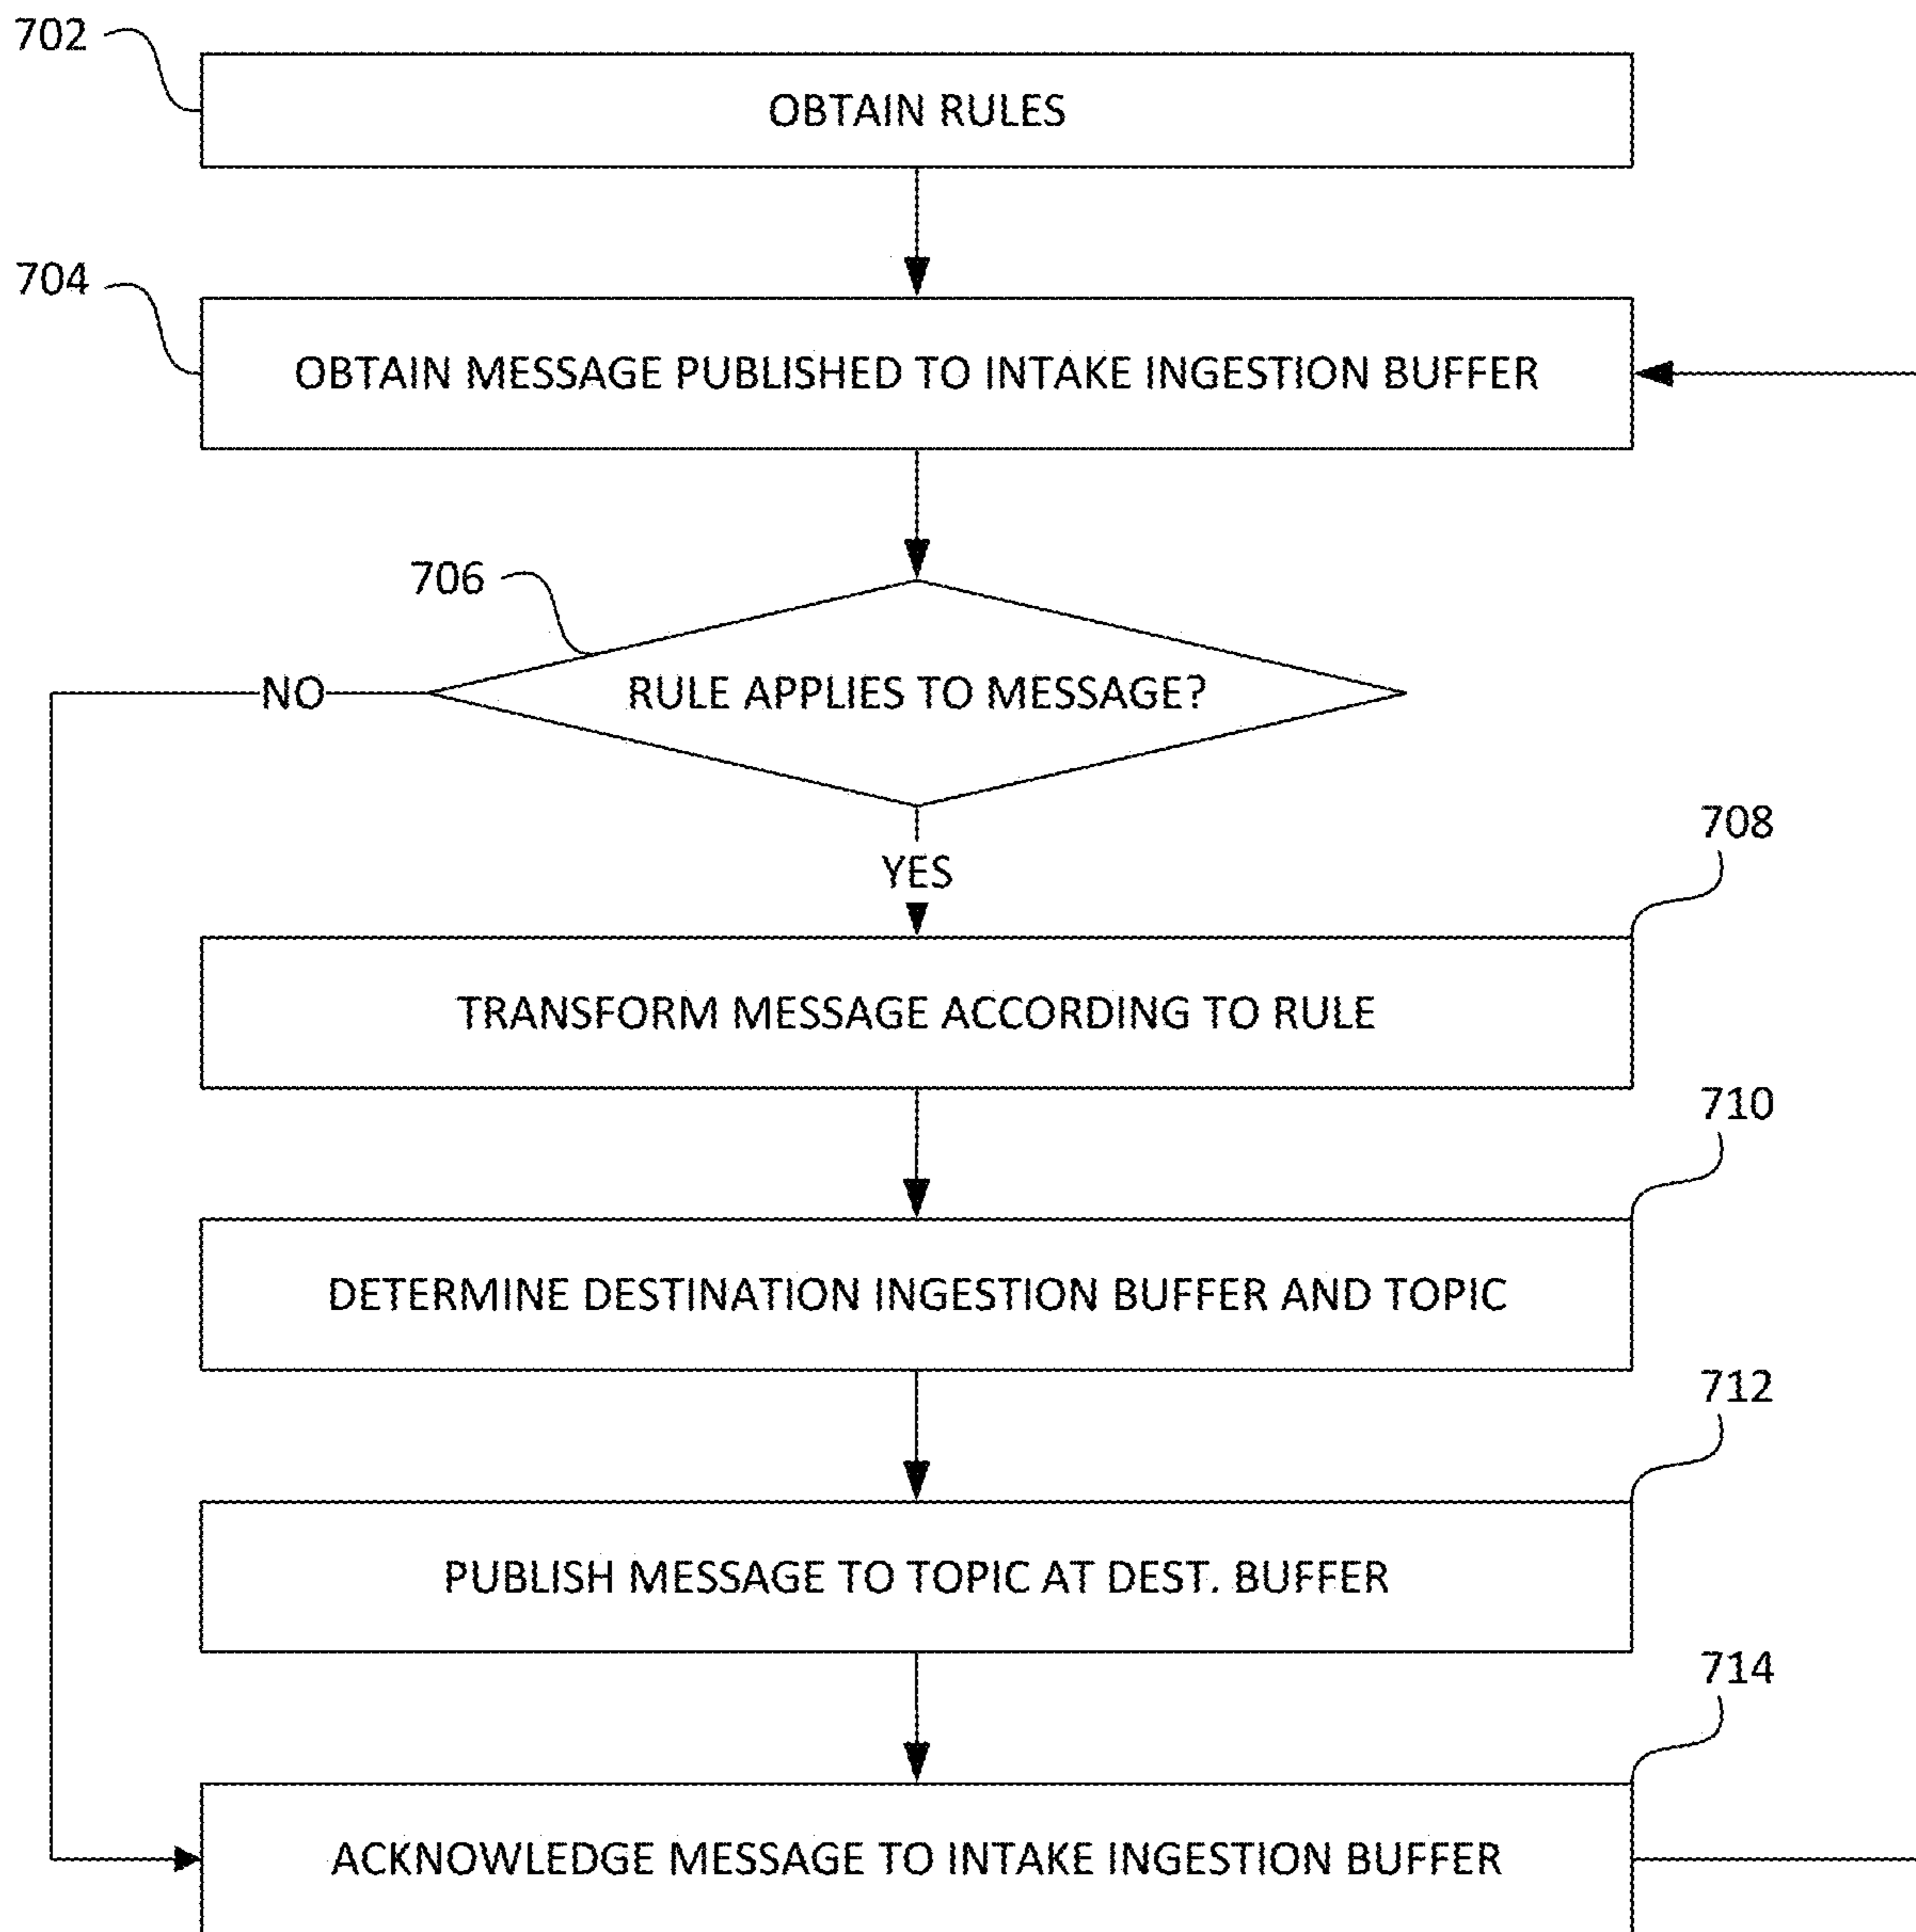 702
OBTAIN RULES
704
OBTAIN MESSAGE PUBLISHED TO INTAKE INGESTION BUFFER
706
RULE APPLIES TO MESSAGE?
NO
YES
708
TRANSFORM MESSAGE ACCORDING TO RULE
710
DETERMINE DESTINATION INGESTION BUFFER AND TOPIC
712
PUBLISH MESSAGE TO TOPIC AT DEST. BUFFER
714
ACKNOWLEDGE MESSAGE TO INTAKE INGESTION BUFFER